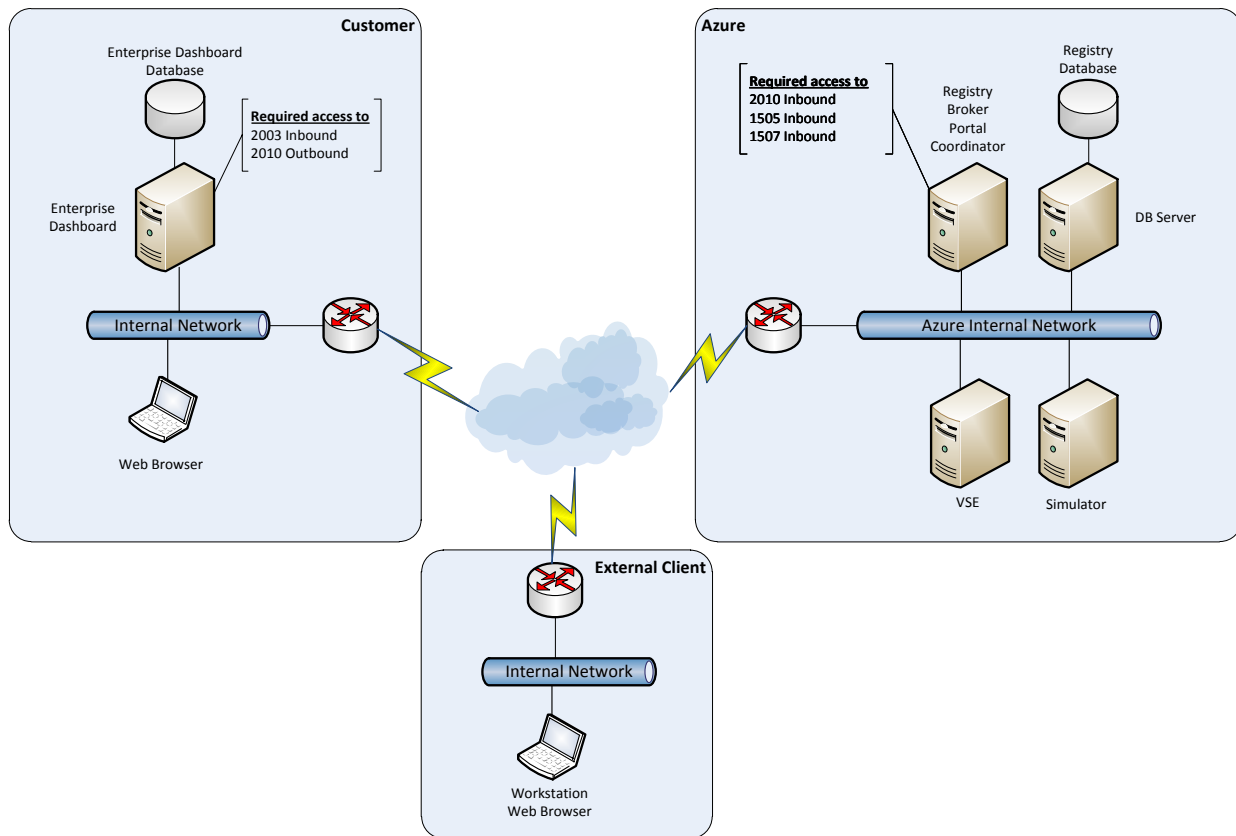 Customer
Enterprise Dashboard
Database
Required access to
2003 Inbound
2010 Outbound
Enterprise
Dashboard
Internal Network
Web Browser
Azure
Required access to
2010 Inbound
1505 Inbound
1507 Inbound
Registry
Broker
Portal
Coordinator
Registry
Database
DB Server
Azure Internal Network
VSE
Simulator
External Client
Internal Network
Workstation
Web Browser